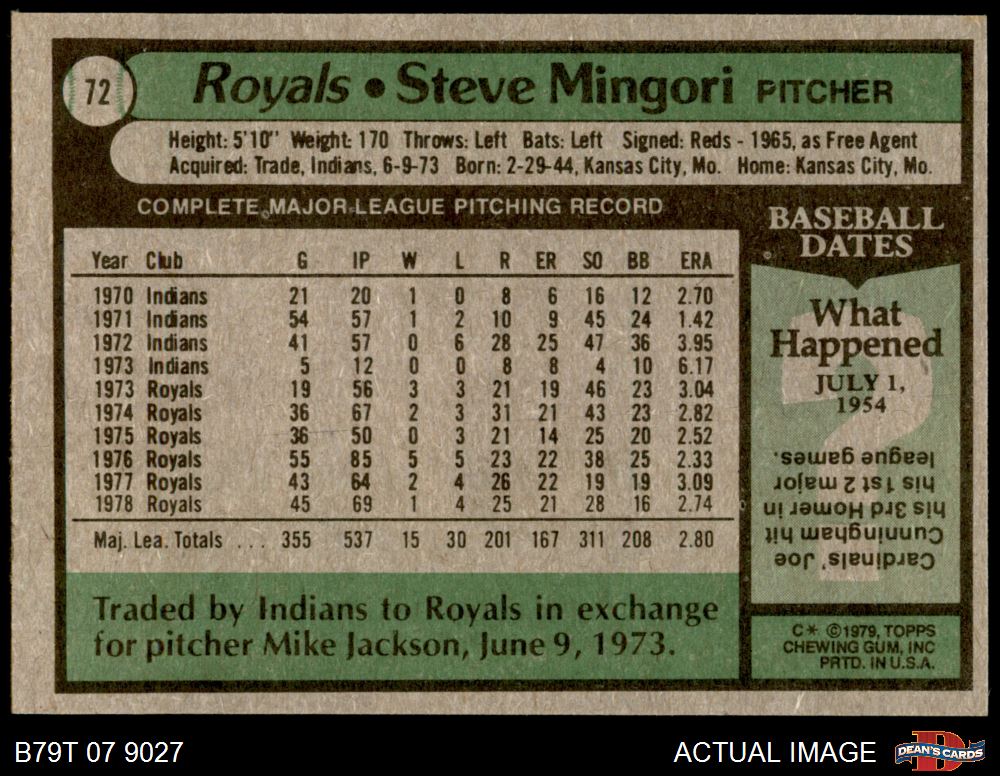 72
Royals • Steve Mingori PITCHER
Height: 5'10" Weight: 170 Throws: Left Bats: Left Signed: Reds - 1965, as Free Agent
Acquired: Trade, Indians, 6-9-73 Born: 2-29-44, Kansas City, Mo. Home: Kansas City, Mo.
COMPLETE MAJOR LEAGUE PITCHING RECORD
Year Club G IP W L R ER SO BB ERA
1970 Indians 21 20 1 0 8 6 16 12 2.70
1971 Indians 54 57 1 2 10 9 45 24 1.42
1972 Indians 41 57 0 6 28 25 47 36 3.95
1973 Indians 5 12 0 0 8 8 4 10 6.17
1973 Royals 19 56 3 3 21 19 46 23 3.04
1974 Royals 36 67 2 3 31 21 43 23 2.82
1975 Royals 36 50 0 3 21 14 25 20 2.52
1976 Royals 55 85 5 5 23 22 38 25 2.33
1977 Royals 43 64 2 4 26 22 19 19 3.09
1978 Royals 45 69 1 4 25 21 28 16 2.74
Maj. Lea. Totals ... 355 537 15 30 201 167 311 208 2.80
Traded by Indians to Royals in exchange
for pitcher Mike Jackson, June 9, 1973.
BASEBALL
DATES
What
Happened
JULY 1,
1954
Cardinals' Joe
Cunningham hit
his 3rd Homer in
his 1st 2 major
league games.
C* ©1979, TOPPS
CHEWING GUM, INC
PRTD. IN U.S.A.
B79T 07 9027
ACTUAL IMAGE
DEAN'S CARDS